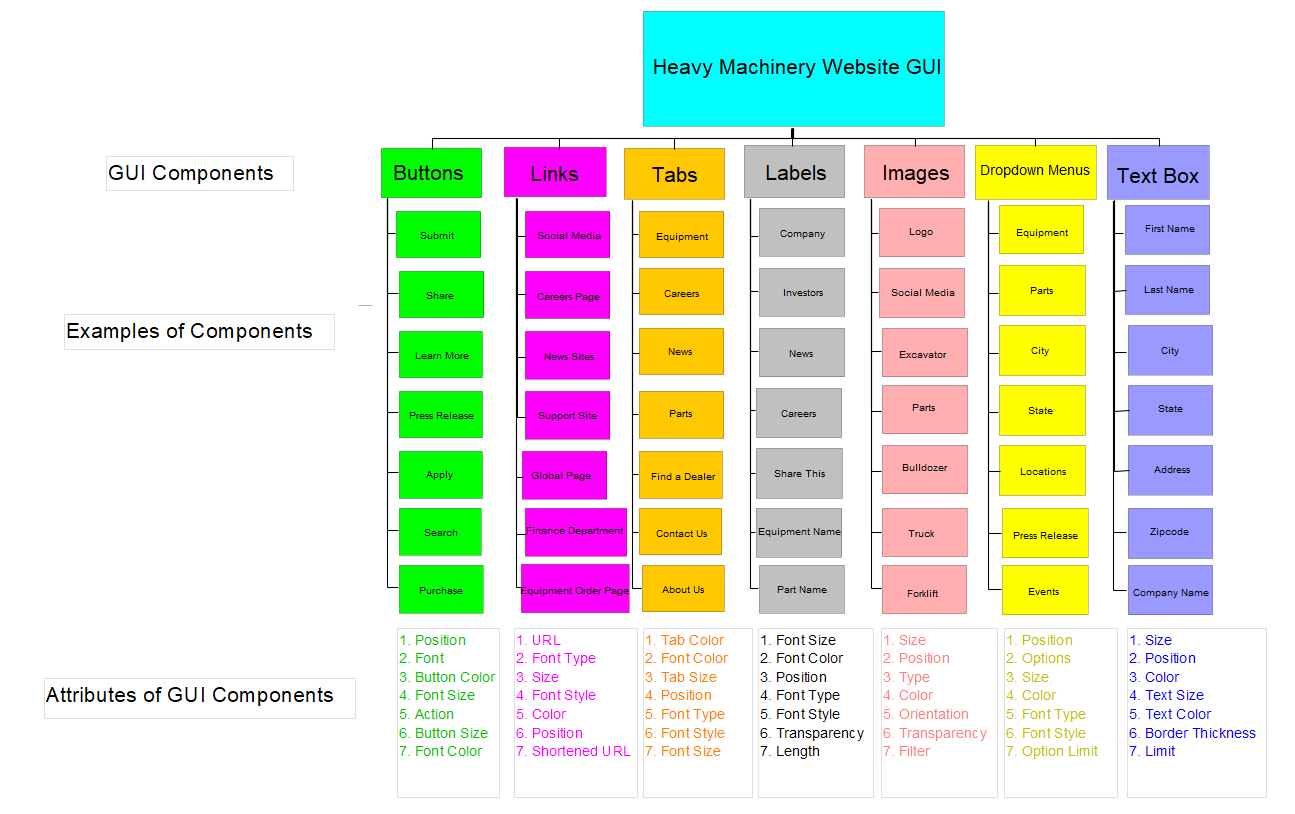 Heavy Machinery Website GUI
GUI Components
Buttons
Links
Tabs
Labels
Images
Dropdown Menus
Text Box
Examples of Components
Submit
Share
Learn More
Press Release
Apply
Search
Purchase
Social Media
Careers Page
News Sites
Support Site
Global Page
Finance Department
Equipment Order Page
Equipment
Careers
News
Parts
Find a Dealer
Contact Us
About Us
Company
Investors
News
Careers
Share This
Equipment Name
Part Name
Logo
Social Media
Excavator
Parts
Bulldozer
Truck
Forklift
Equipment
Parts
City
State
Locations
Press Release
Events
First Name
Last Name
City
State
Address
Zipcode
Company Name
Attributes of GUI Components
1. Position
2. Font
3. Button Color
4. Font Size
5. Action
6. Button Size
7. Font Color
1. URL
2. Font Type
3. Size
4. Font Style
5. Color
6. Position
7. Shortened URL
1. Tab Color
2. Font Color
3. Tab Size
4. Position
5. Font Type
6. Font Style
7. Font Size
1. Font Size
2. Font Color
3. Position
4. Font Type
5. Font Style
6. Transparency
7. Length
1. Size
2. Position
3. Type
4. Color
5. Orientation
6. Transparency
7. Filter
1. Position
2. Options
3. Size
4. Color
5. Font Type
6. Font Style
7. Option Limit
1. Size
2. Position
3. Color
4. Text Size
5. Text Color
6. Border Thickness
7. Limit